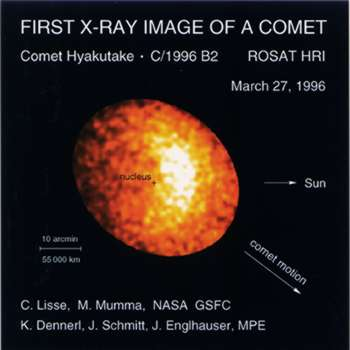 FIRST X-RAY IMAGE OF A COMET
Comet Hyakutake · C/1996 B2 ROSAT HRI
March 27, 1996
nucleus
Sun
10 arcmin
55 000 km
comet motion
C. Lisse, M. Mumma, NASA GSFC
K. Dennerl, J. Schmitt, J. Englhauser, MPE